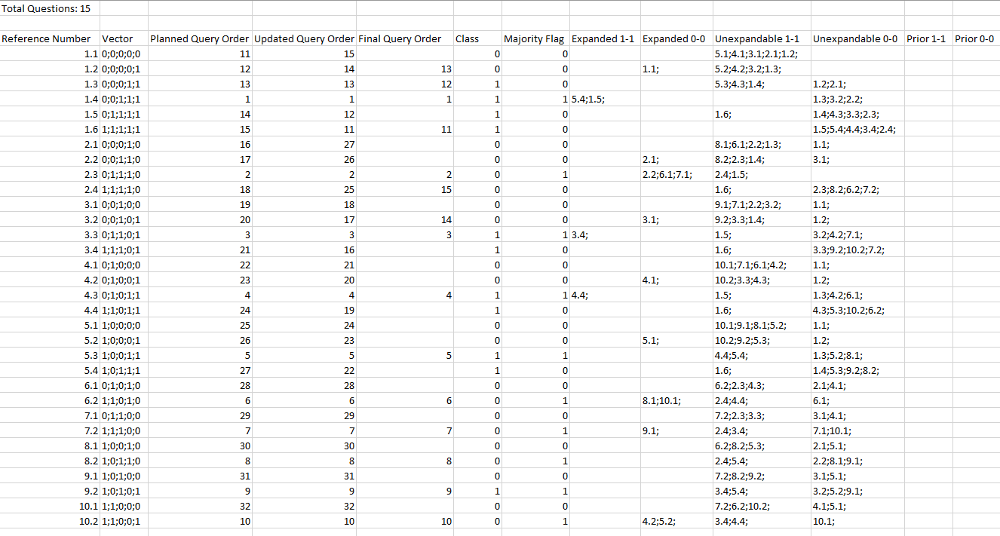 Total Questions: 15
Reference Number Vector Planned Query Order Updated Query Order Final Query Order Class Majority Flag Expanded 1-1 Expanded 0-0 Unexpandable 1-1 Unexpandable 0-0 Prior 1-1 Prior 0-0
1.1 0;0;0;0;0 11 15 0 0 5.1;4.1;3.1;2.1;1.2;
1.2 0;0;0;0;1 12 14 13 0 0 1.1; 5.2;4.2;3.2;1.3;
1.3 0;0;0;1;1 13 13 12 1 0 5.3;4.3;1.4; 1.2;2.1;
1.4 0;0;1;1;1 1 1 1 1 1 5.4;1.5; 1.3;3.2;2.2;
1.5 0;1;1;1;1 14 12 1 0 1.6; 1.4;4.3;3.3;2.3;
1.6 1;1;1;1;1 15 11 11 1 0 1.5;5.4;4.4;3.4;2.4;
2.1 0;0;0;1;0 16 27 0 0 8.1;6.1;2.2;1.3; 1.1;
2.2 0;0;1;1;0 17 26 0 0 2.1; 8.2;2.3;1.4; 3.1;
2.3 0;1;1;1;0 2 2 2 0 1 2.2;6.1;7.1; 2.4;1.5;
2.4 1;1;1;1;0 18 25 15 0 0 1.6; 2.3;8.2;6.2;7.2;
3.1 0;0;1;0;0 19 18 0 0 9.1;7.1;2.2;3.2; 1.1;
3.2 0;0;1;0;1 20 17 14 0 0 3.1; 9.2;3.3;1.4; 1.2;
3.3 0;1;1;0;1 3 3 3 1 1 3.4; 1.5; 3.2;4.2;7.1;
3.4 1;1;1;0;1 21 16 1 0 1.6; 3.3;9.2;10.2;7.2;
4.1 0;1;0;0;0 22 21 0 0 10.1;7.1;6.1;4.2; 1.1;
4.2 0;1;0;0;1 23 20 0 0 4.1; 10.2;3.3;4.3; 1.2;
4.3 0;1;0;1;1 4 4 4 1 1 4.4; 1.5; 1.3;4.2;6.1;
4.4 1;1;0;1;1 24 19 1 0 1.6; 4.3;5.3;10.2;6.2;
5.1 1;0;0;0;0 25 24 0 0 10.1;9.1;8.1;5.2; 1.1;
5.2 1;0;0;0;1 26 23 0 0 5.1; 10.2;9.2;5.3; 1.2;
5.3 1;0;0;1;1 5 5 5 1 1 4.4;5.4; 1.3;5.2;8.1;
5.4 1;0;1;1;1 27 22 1 0 1.6; 1.4;5.3;9.2;8.2;
6.1 0;1;0;1;0 28 28 0 0 6.2;2.3;4.3; 2.1;4.1;
6.2 1;1;0;1;0 6 6 6 0 1 8.1;10.1; 2.4;4.4; 6.1;
7.1 0;1;1;0;0 29 29 0 0 7.2;2.3;3.3; 3.1;4.1;
7.2 1;1;1;0;0 7 7 7 0 1 9.1; 2.4;3.4; 7.1;10.1;
8.1 1;0;0;1;0 30 30 0 0 6.2;8.2;5.3; 2.1;5.1;
8.2 1;0;1;1;0 8 8 8 0 1 2.4;5.4; 2.2;8.1;9.1;
9.1 1;0;1;0;0 31 31 0 0 7.2;8.2;9.2; 3.1;5.1;
9.2 1;0;1;0;1 9 9 9 1 1 3.4;5.4; 3.2;5.2;9.1;
10.1 1;1;0;0;0 32 32 0 0 7.2;6.2;10.2; 4.1;5.1;
10.2 1;1;0;0;1 10 10 10 0 1 4.2;5.2; 3.4;4.4; 10.1;